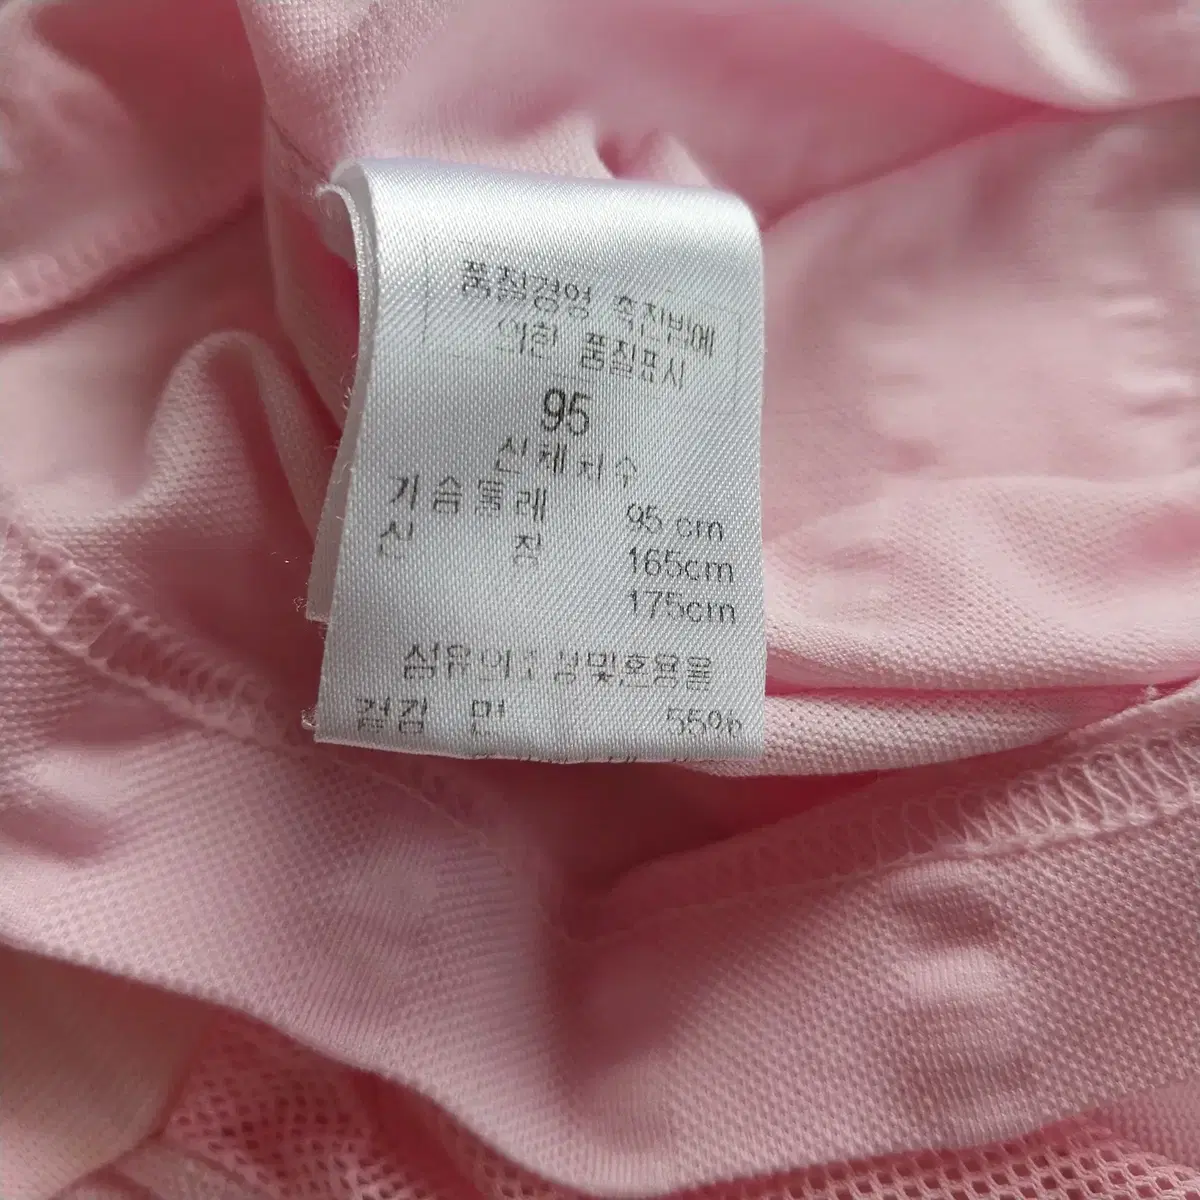 품질경영 촉진법에
의한 품질표시
95
신체치수
가슴둘레 95 cm
신 장 165cm
175cm
섬유의조성및혼용율
겉감 면 55%